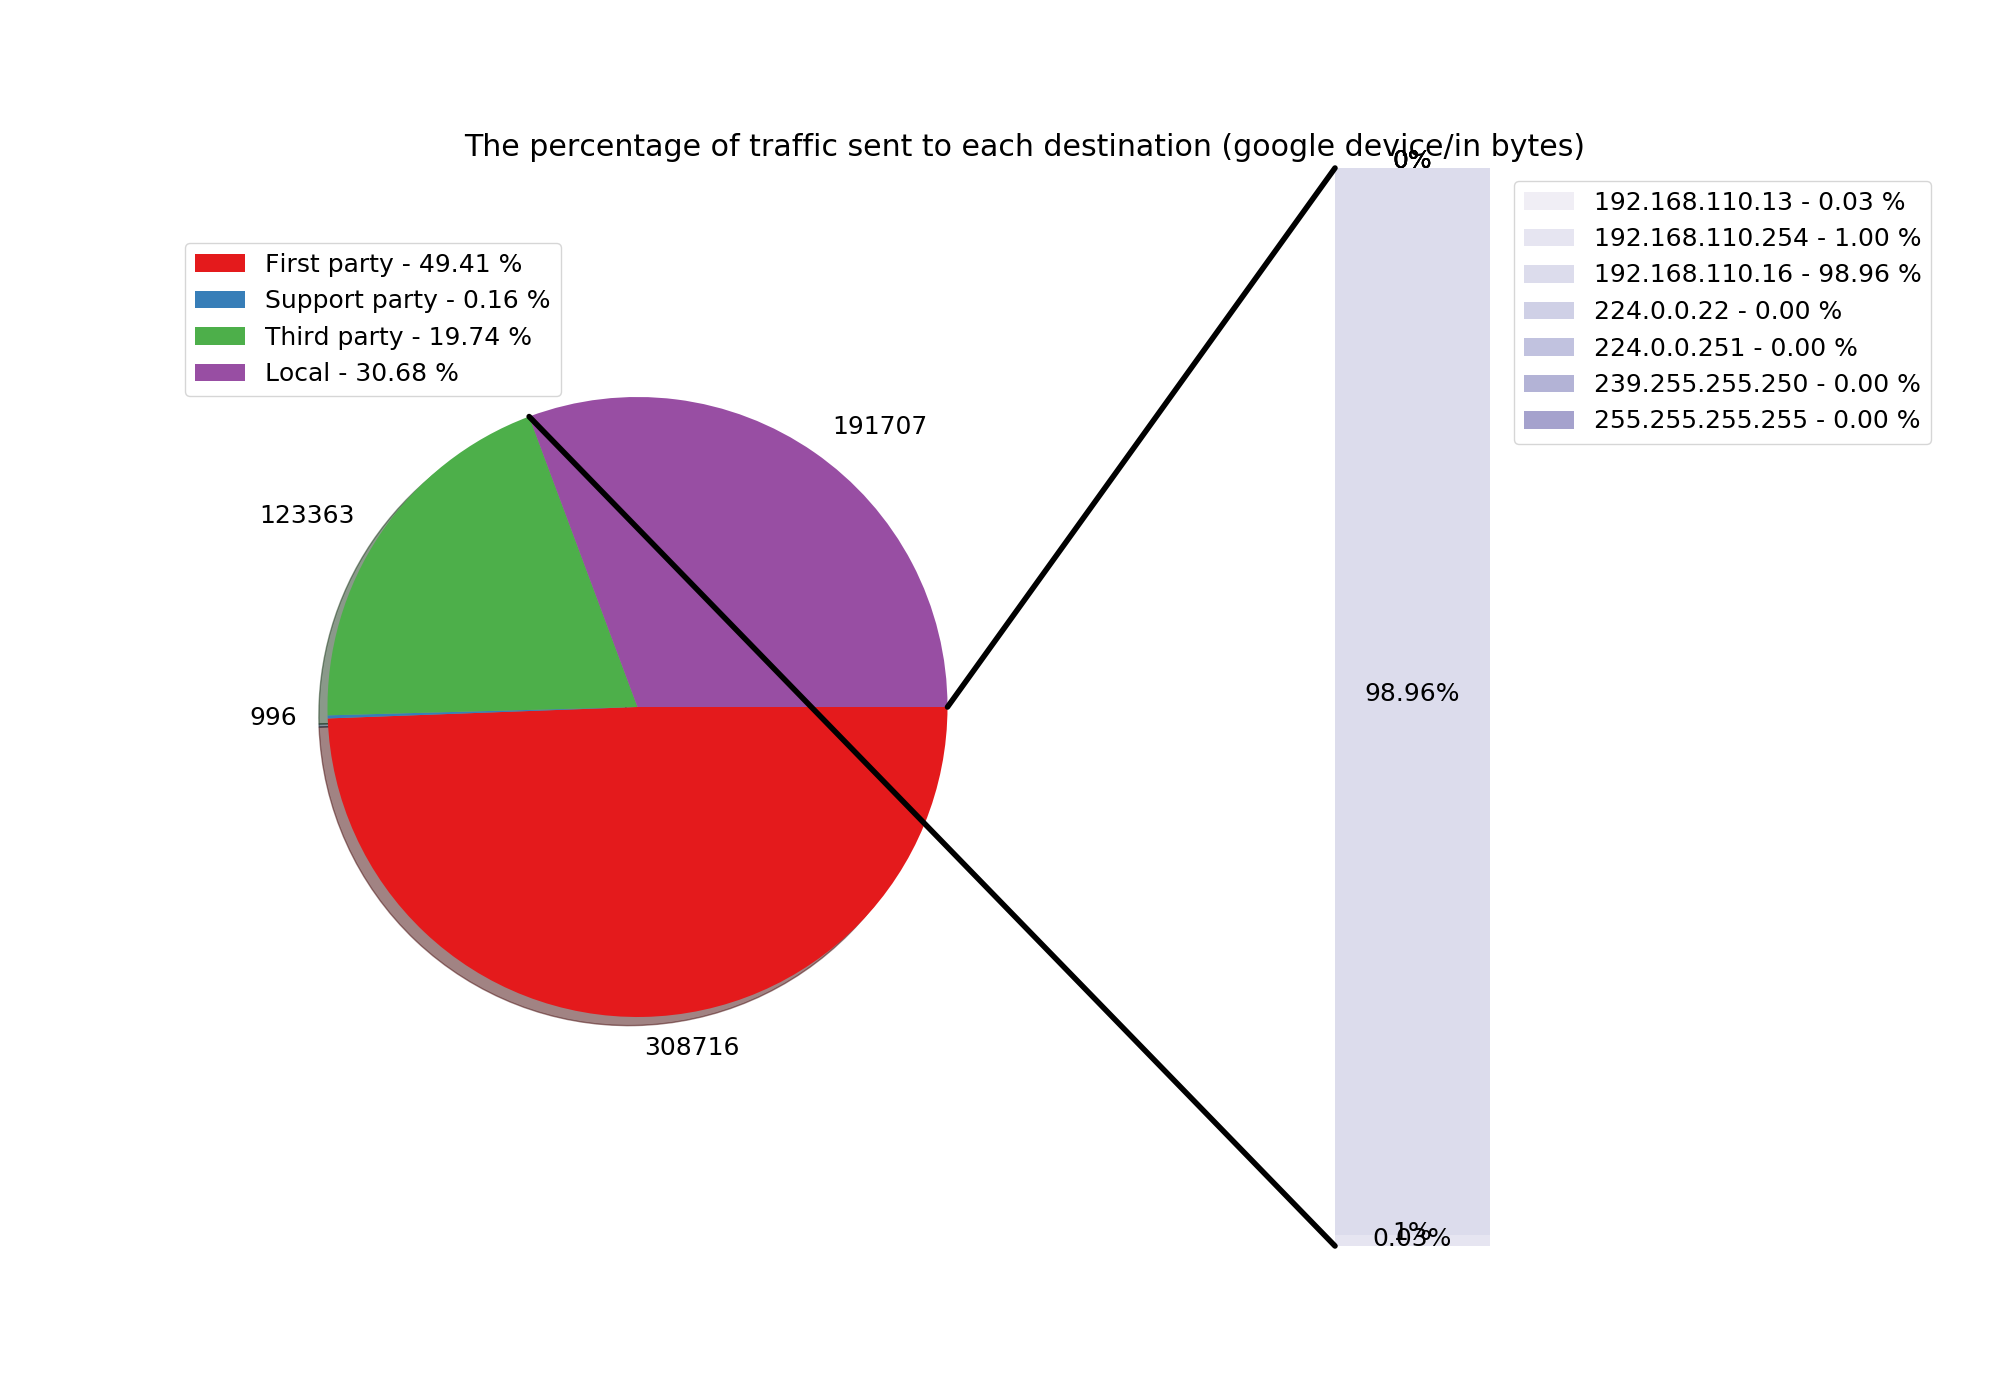 The percentage of traffic sent to each destination (google device/in bytes)
0%
First party - 49.41 %
Support party - 0.16 %
Third party - 19.74 %
Local - 30.68 %
192.168.110.13 - 0.03 %
192.168.110.254 - 1.00 %
192.168.110.16 - 98.96 %
224.0.0.22 - 0.00 %
224.0.0.251 - 0.00 %
239.255.255.250 - 0.00 %
255.255.255.255 - 0.00 %
191707
123363
996
308716
98.96%
1%
0.03%